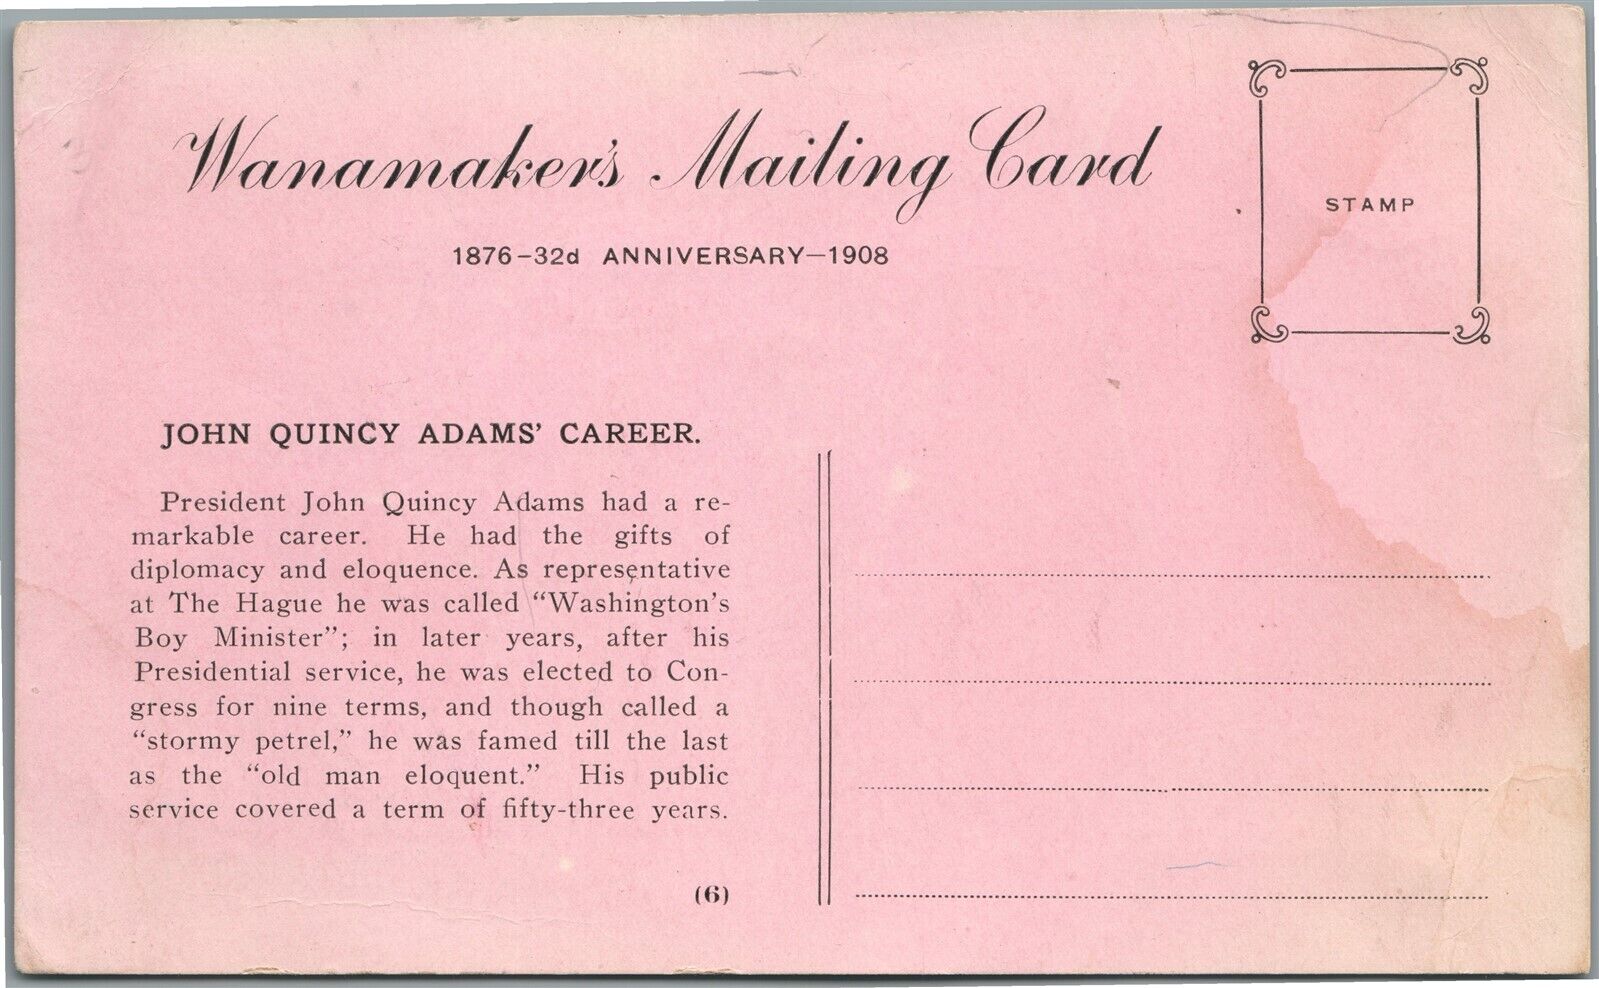 Wanamaker's Mailing Card
STAMP
1876-32d ANNIVERSARY—1908
JOHN QUINCY ADAMS' CAREER.
President John Quincy Adams had a re-
markable career. He had the gifts of
diplomacy and eloquence. As representative
at The Hague he was called “Washington's
Boy Minister”; in later years, after his
Presidential service, he was elected to Con-
gress for nine terms, and though called a
“stormy petrel,” he was famed till the last
as the “old man eloquent.” His public
service covered a term of fifty-three years.
(6)